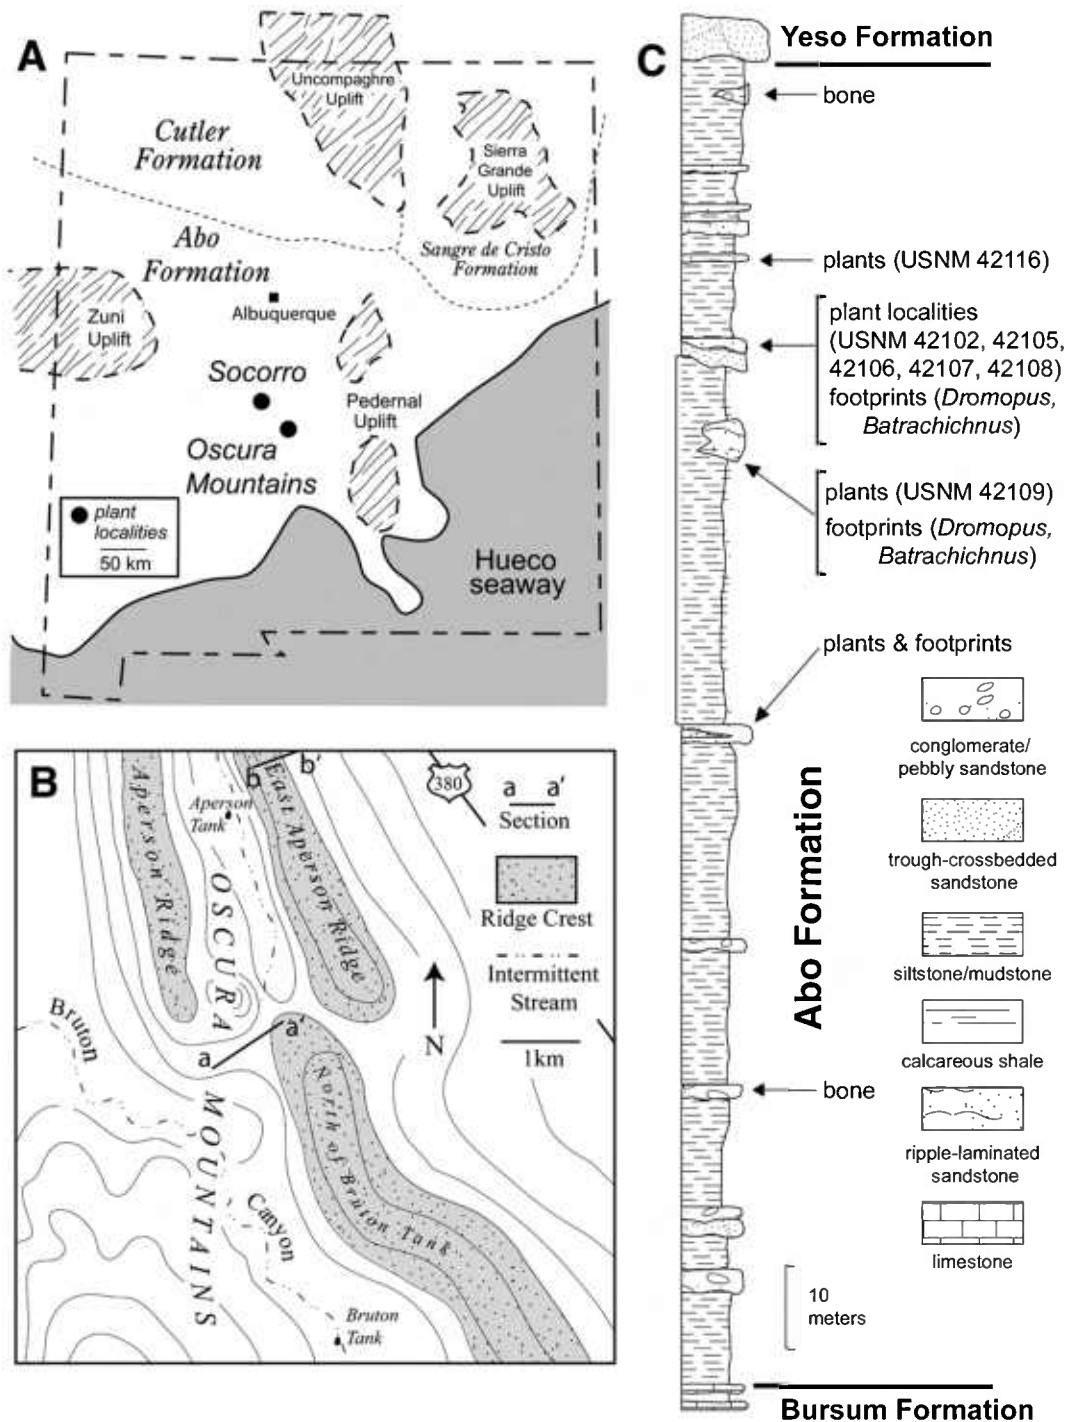 A
Uncompaghre
Uplift
Cutler
Formation
Sierra
Grande
Uplift
Abo
Formation
Sangre de Cristo
Formation
Albuquerque
Zuni
Uplift
Socorro
Pedernal
Uplift
Oscura
Mountains
plant
localities
50 km
Hueco
seaway
B
Aperson Ridge
Aperson
Tank
OSCURA
MOUNTAINS
b
b'
East Aperson Ridge
380
a a'
Section
Ridge Crest
Intermittent
Stream
N
1km
a
a'
Bruton
Canyon
North of Bruton Tank
Bruton
Tank
C
Yeso Formation
bone
plants (USNM 42116)
plant localities
(USNM 42102, 42105,
42106, 42107, 42108)
footprints (Dromopus,
Batrachichnus)
plants (USNM 42109)
footprints (Dromopus,
Batrachichnus)
plants & footprints
Abo Formation
conglomerate/
pebbly sandstone
trough-crossbedded
sandstone
siltstone/mudstone
calcareous shale
bone
ripple-laminated
sandstone
limestone
10
meters
Bursum Formation